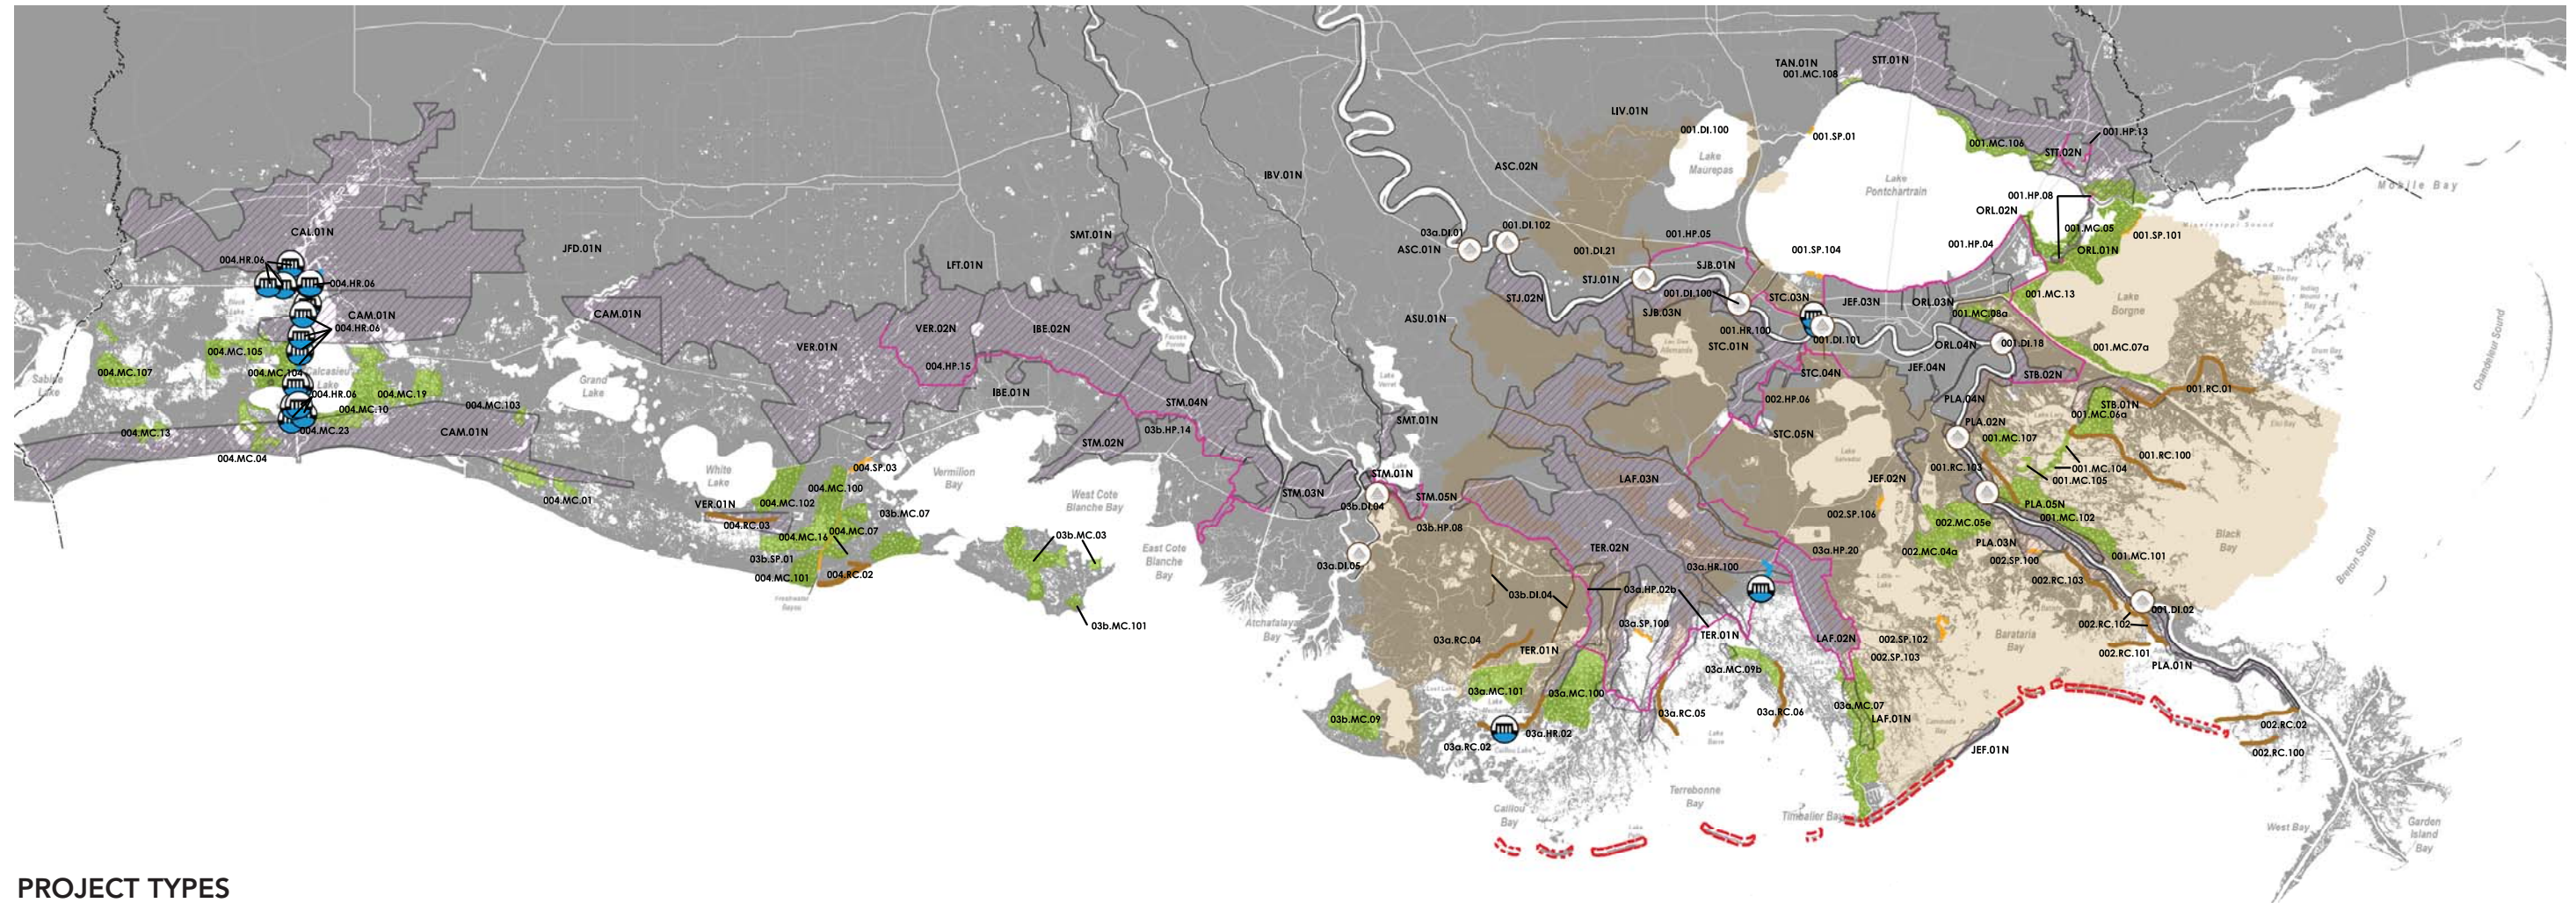 TAN.01N
STT.01N
001.MC.108
LIV.01N
001.DI.100
001.SP.01
001.HP.13
001.MC.106
STT.02N
Lake
Maurepas
ASC.02N
IBV.01N
Lake
Pontchartrain
Mobile Bay
001.HP.08
ORL.02N
Mississippi Sound
CAL.01N
SMT.01N
03a.DI.01
001.DI.102
001.HP.05
001.MC.05
001.SP.101
JFD.01N
ASC.01N
001.DI.21
001.SP.104
001.HP.04
ORL.01N
004.HR.06
LFT.01N
SJB.01N
004.HR.06
STJ.01N
001.DI.100
STC.03N
001.MC.13
STJ.02N
JEF.03N
ORL.03N
Lake
Borgne
CAM.01N
CAM.01N
SJB.03N
001.MC.08a
004.HR.06
VER.02N
IBE.02N
ASU.01N
001.HR.100
001.DI.101
Chandeleur Sound
VER.01N
STC.01N
ORL.04N
001.DI.18
001.MC.07a
004.MC.105
004.HP.15
JEF.04N
004.MC.107
004.MC.104
Calcasieu
Lake
STC.04N
STB.02N
Sabine
Lake
Grand
Lake
Lake
Verret
001.RC.01
004.HR.06
004.MC.19
IBE.01N
002.HP.06
PLA.04N
004.MC.10
004.MC.103
STM.04N
STB.01N
001.MC.06a
004.MC.13
004.MC.23
CAM.01N
03b.HP.14
SMT.01N
STC.05N
PLA.02N
STM.02N
001.MC.107
004.MC.04
Lake
Salvador
001.RC.100
White
Lake
004.SP.03
Vermilion
Bay
001.RC.103
001.MC.104
STM.01N
LAF.03N
JEF.02N
001.MC.105
004.MC.100
West Cote
Blanche Bay
STM.03N
STM.05N
004.MC.01
VER.01N
004.MC.102
03b.DI.04
PLA.05N
03b.MC.07
002.SP.106
001.MC.102
004.RC.03
03b.HP.08
002.MC.05e
004.MC.16
004.MC.07
03b.MC.03
Black
Bay
PLA.03N
TER.02N
03a.HP.20
002.MC.04a
East Cote
Blanche
Bay
001.MC.101
03b.SP.01
002.SP.100
03a.DI.05
03a.HR.100
Breton Sound
004.MC.101
004.RC.02
Little
Lake
002.RC.103
03b.DI.04
03a.HP.02b
Freshwater
Bayou
001.DI.02
03b.MC.101
Atchafalaya
Bay
03a.SP.100
002.RC.102
03a.RC.04
TER.01N
LAF.02N
002.SP.102
Barataria
Bay
TER.01N
002.SP.103
002.RC.101
03a.MC.09b
PLA.01N
03a.MC.101
03a.MC.100
03b.MC.09
03a.RC.05
03a.RC.06
03a.MC.07
LAF.01N
002.RC.02
03a.HR.02
03a.RC.02
JEF.01N
002.RC.100
Terrebonne
Bay
Caillou
Bay
Timbalier Bay
West Bay
Garden
Island
Bay
PROJECT TYPES